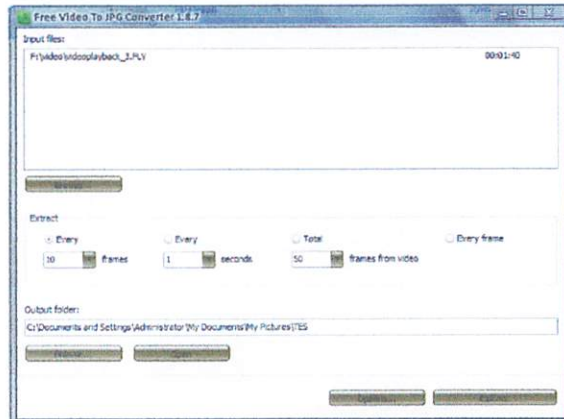 Free Video To JPG Converter 1.8.7
Input files:
F:\video\videoplayback_2.FLV 00:01:40
Extract
Every Every Total Every frame
10 frames 1 seconds 50 frames from video
Output folder:
C:\Documents and Settings\Administrator\My Documents\My Pictures\TES